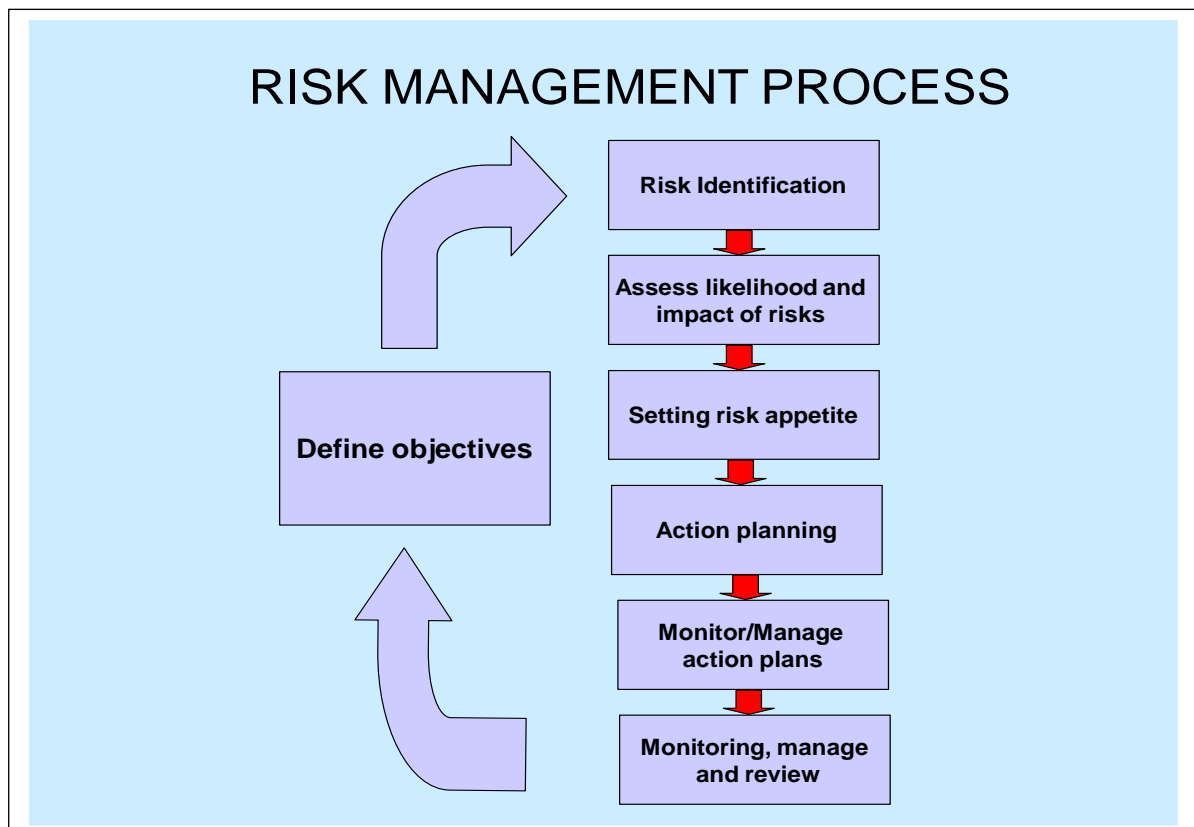 RISK MANAGEMENT PROCESS
Risk Identification
Assess likelihood and
impact of risks
Setting risk appetite
Define objectives
Action planning
Monitor/Manage
action plans
Monitoring, manage
and review